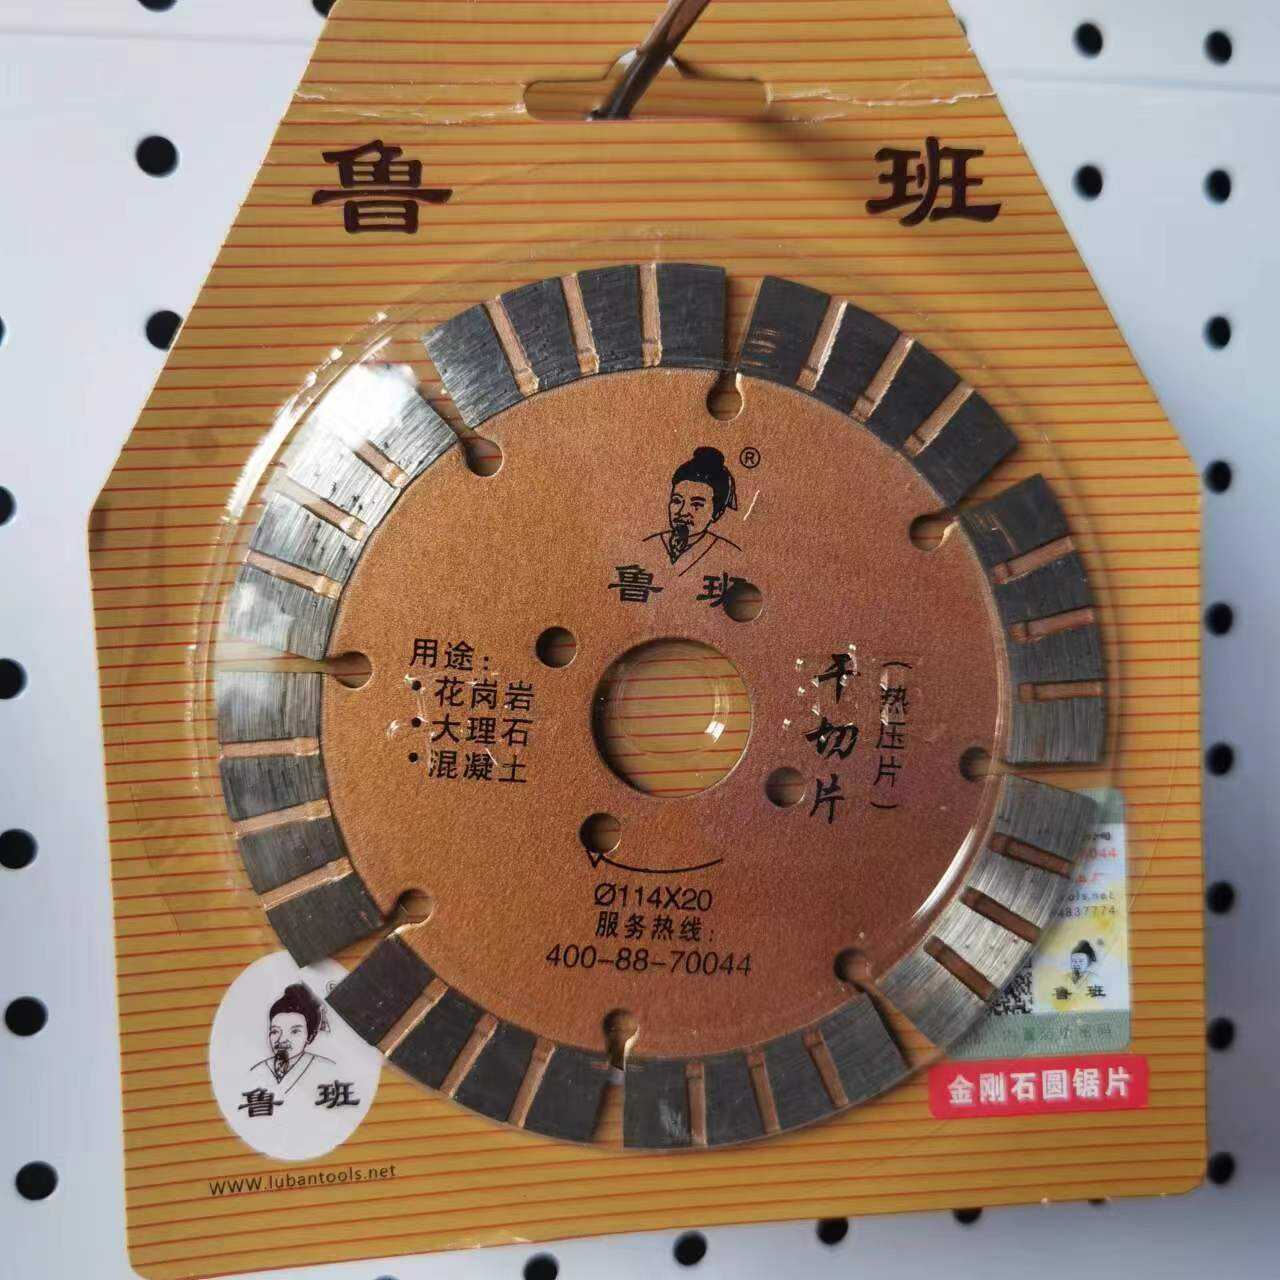 鲁 班
®
鲁 班
用途：
·花岗岩
·大理石
·混凝土
干切片
（热压片）
Ø114X20
服务热线：
400-88-70044
鲁 班
www.lubantools.net
4837774
鲁 班
金刚石圆锯片